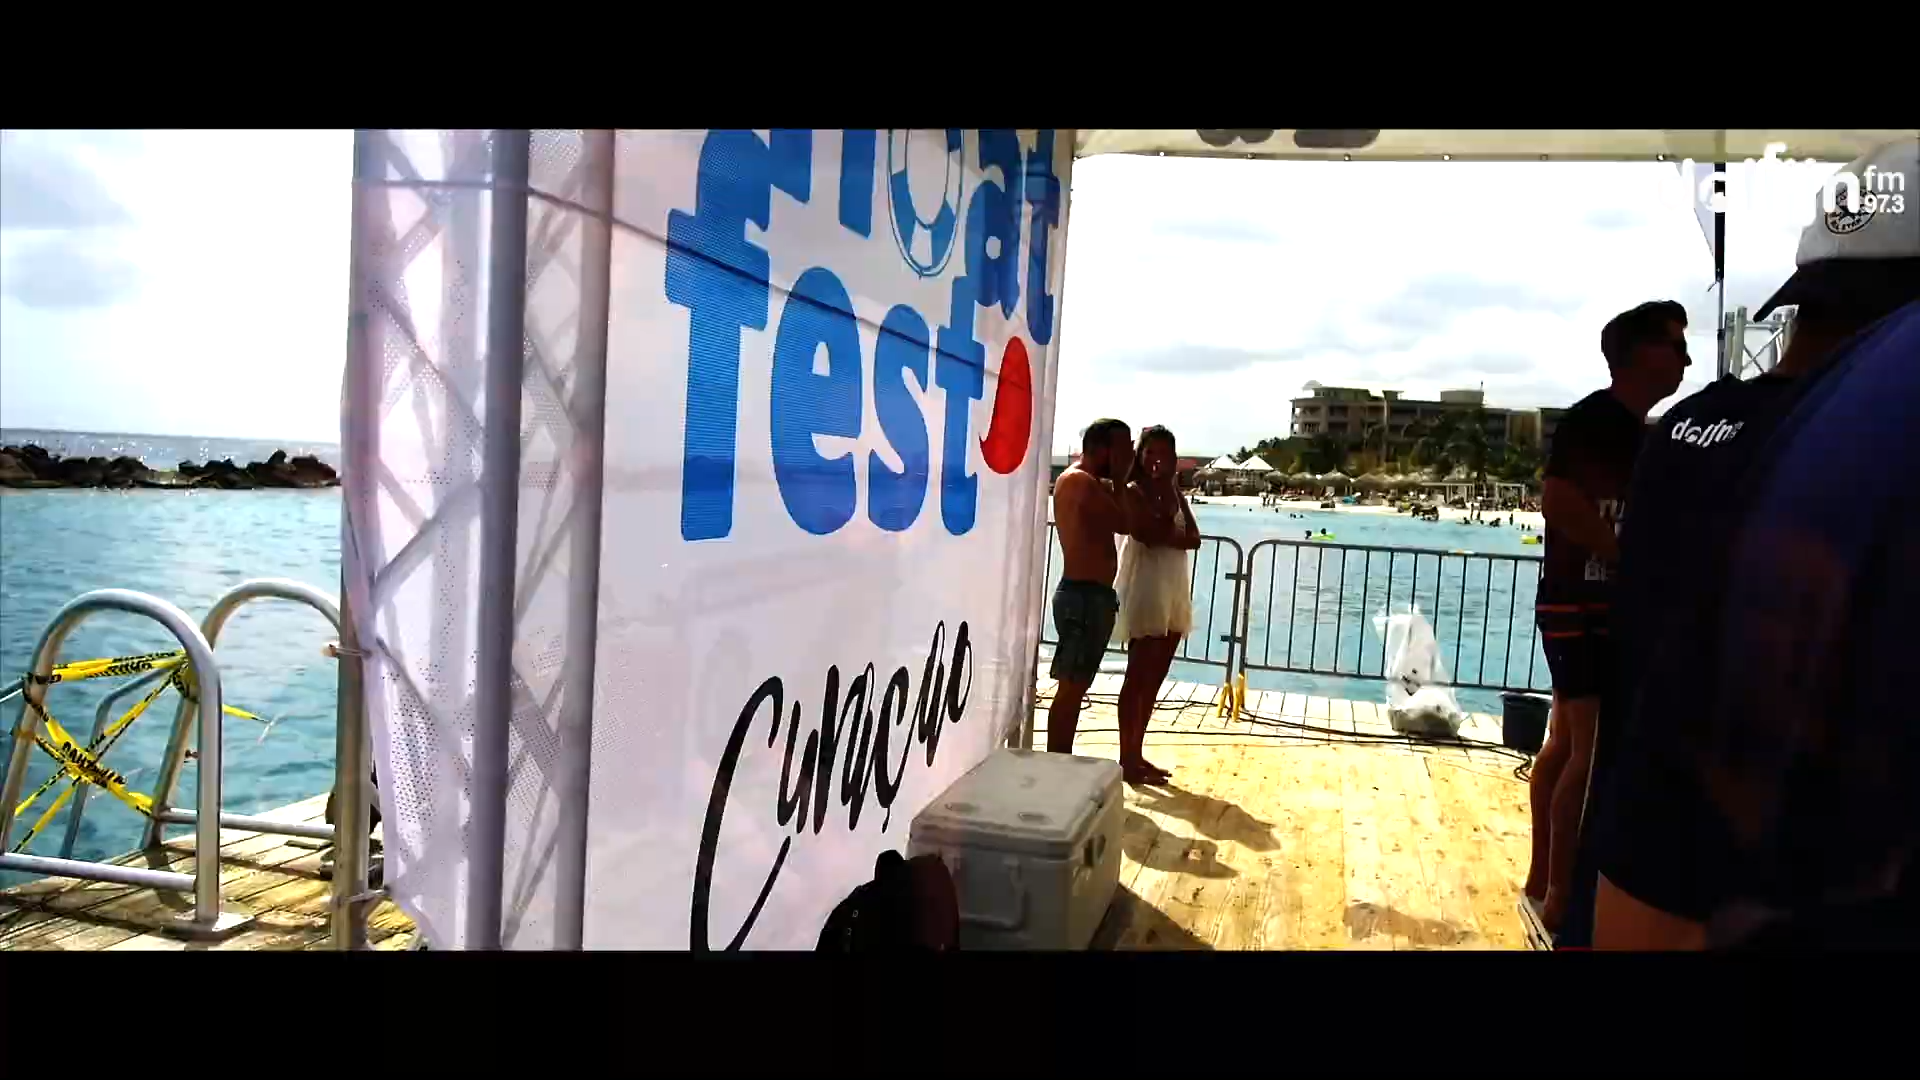 float
fest
Curaçao
dolfijn fm
97.3
dolfijn